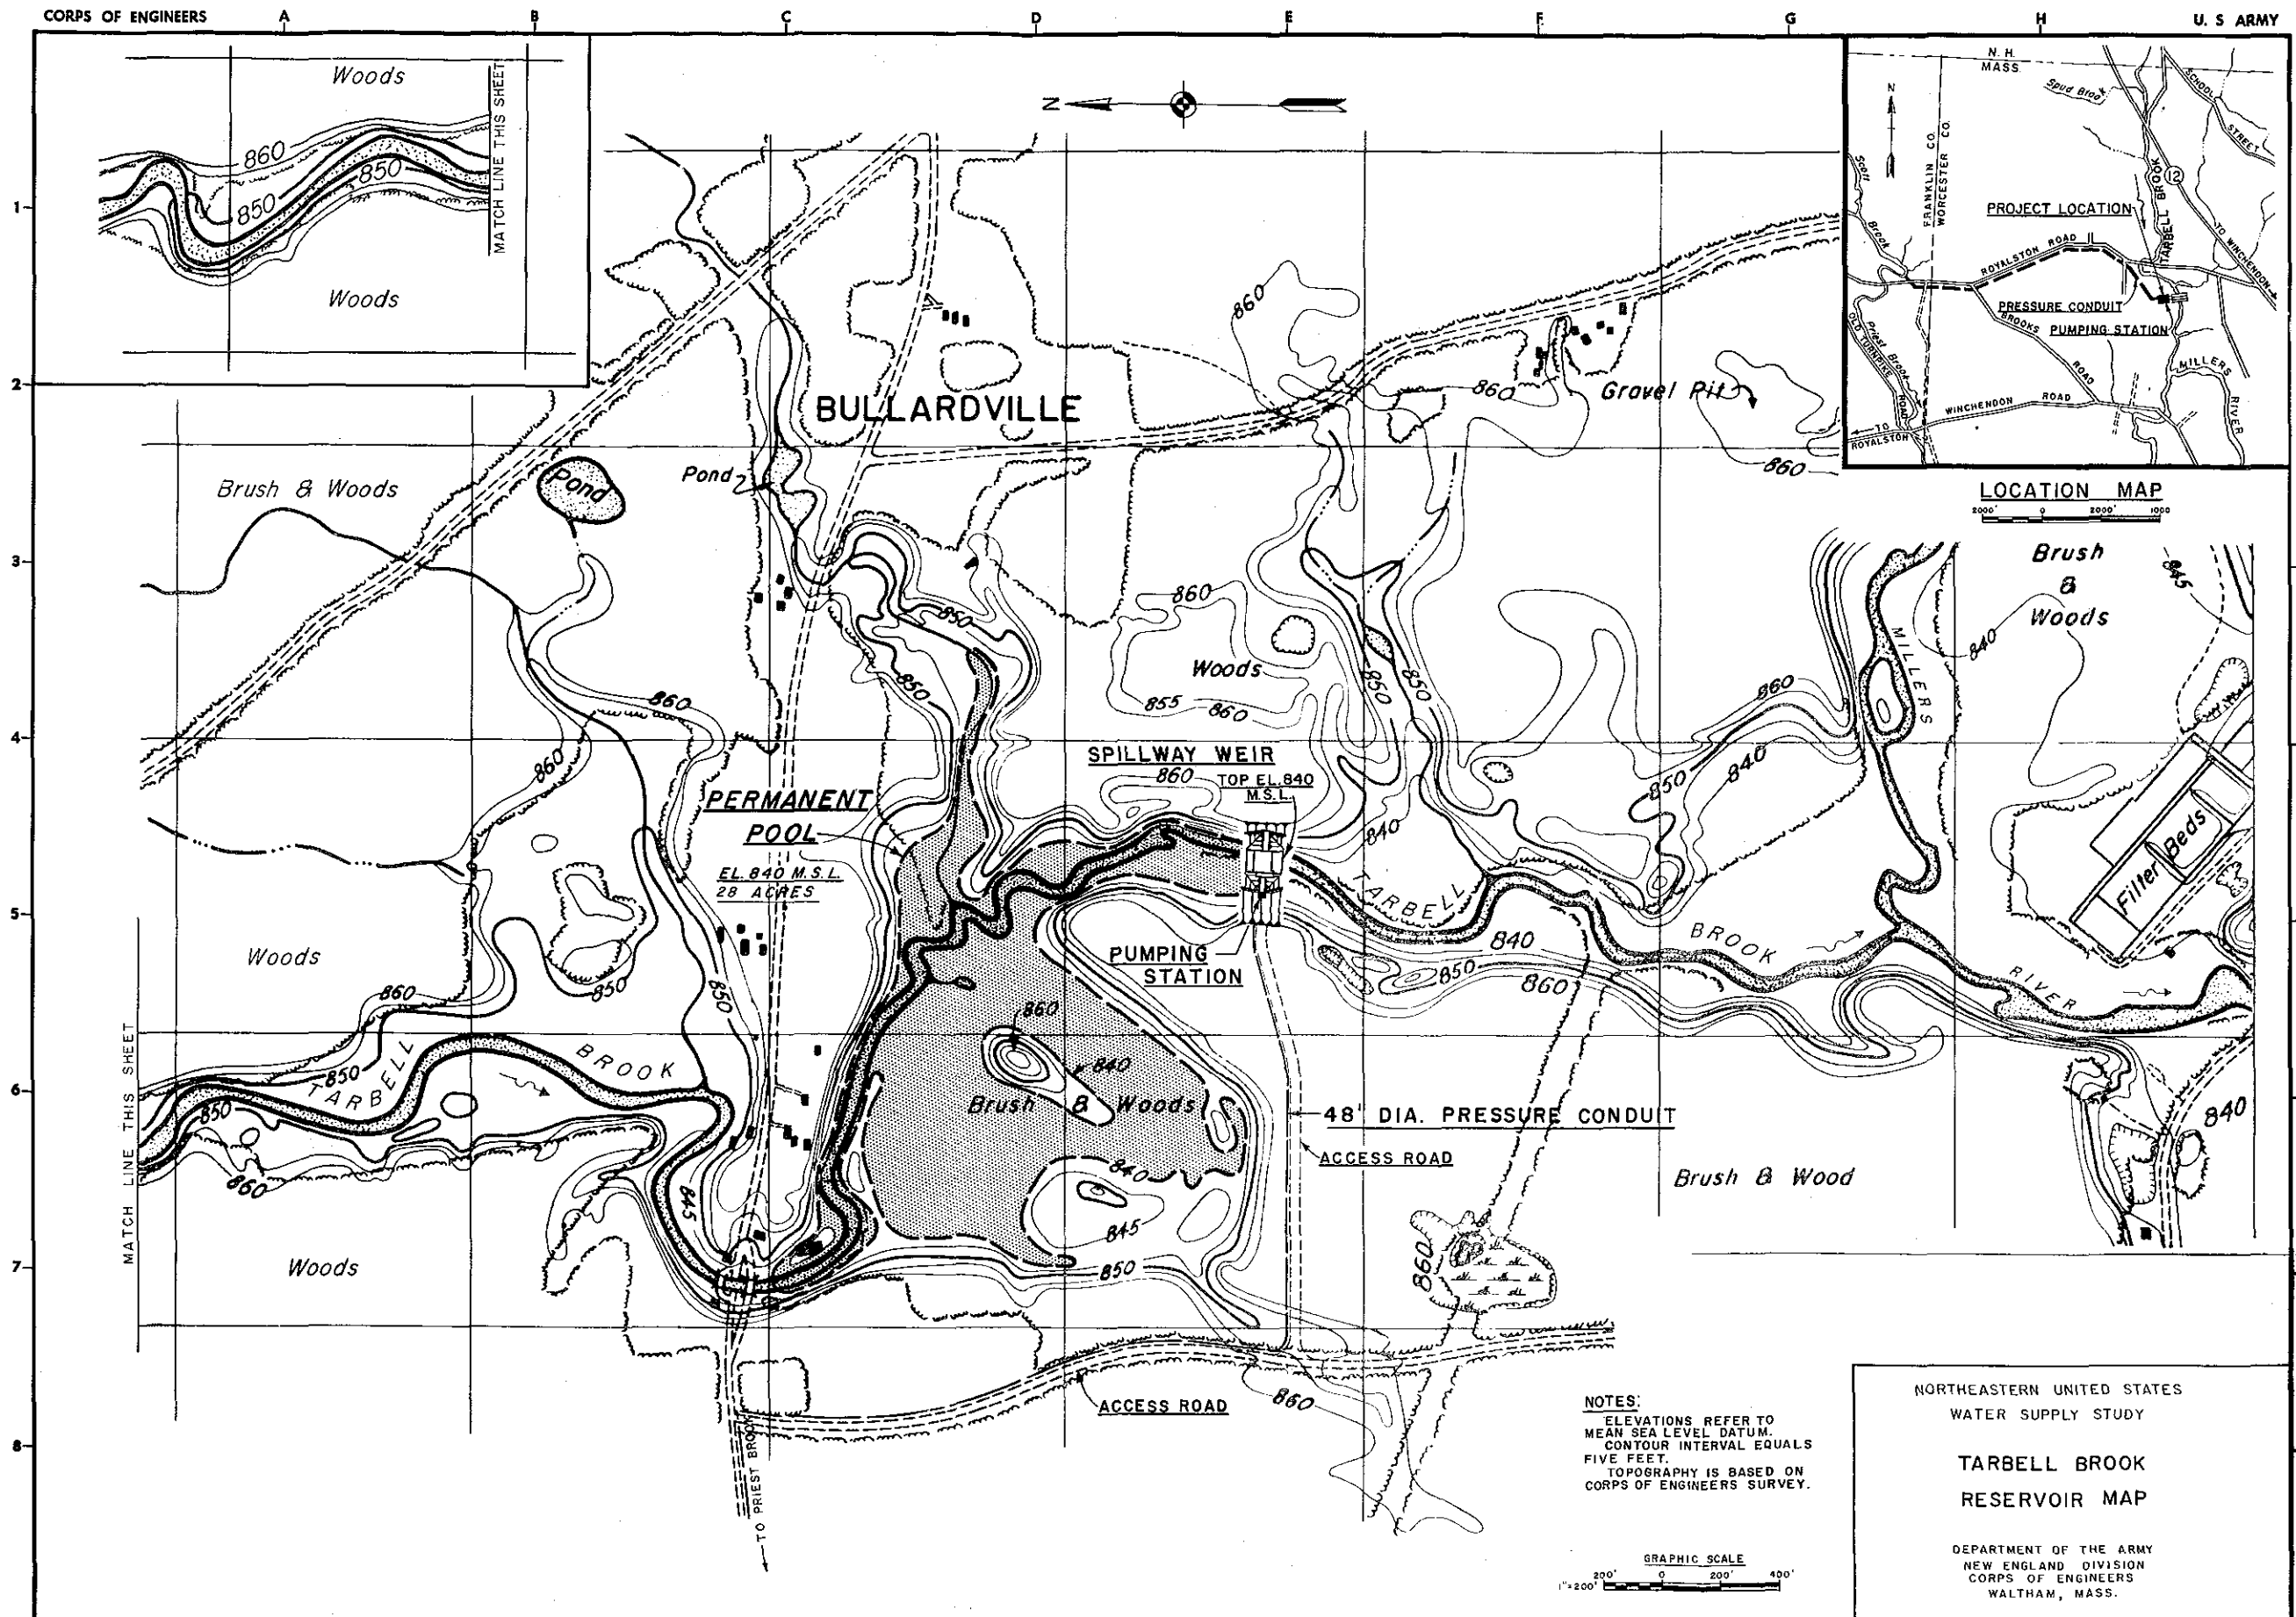 CORPS OF ENGINEERS
A
B
C
D
E
F
G
H
U. S ARMY
1
2
3
4
5
6
7
8
Woods
860
850
850
Woods
MATCH LINE THIS SHEET
N
N. H.
MASS.
Spud Brook
SCHOOL
STREET
N
FRANKLIN CO.
WORCESTER CO.
Scott
Brook
12
TARBELL BROOK
PROJECT LOCATION
TO WINCHENDON
ROYALSTON ROAD
PRESSURE CONDUIT
BROOKS
ROAD
PUMPING STATION
OLD TURNPIKE
ROAD
Priest Brook
MILLERS
RIVER
WINCHENDON ROAD
TO
ROYALSTON
LOCATION MAP
2000' 0 2000' 1000
BULLARDVILLE
860
860
Gravel Pit
860
Brush & Woods
Pond
Pond
Brush
&
Woods
845
840
860
850
Woods
850
855 860
850
850
MILLERS
860
860
860
850
840
SPILLWAY WEIR
860
TOP EL. 840
M.S.L.
PERMANENT
POOL
EL. 840 M.S.L.
28 ACRES
840
TARBELL
BROOK
Filter Beds
PUMPING
STATION
840
850
860
Woods
860
850
850
RIVER
860
840
Brush & Woods
TARBELL
BROOK
850
850
860
MATCH LINE THIS SHEET
48' DIA. PRESSURE CONDUIT
ACCESS ROAD
840
845
845
850
Brush & Wood
840
860
Woods
860
ACCESS ROAD
TO PRIEST BROOK
NOTES:
ELEVATIONS REFER TO
MEAN SEA LEVEL DATUM.
CONTOUR INTERVAL EQUALS
FIVE FEET.
TOPOGRAPHY IS BASED ON
CORPS OF ENGINEERS SURVEY.
GRAPHIC SCALE
1"=200' 200' 0 200' 400'
NORTHEASTERN UNITED STATES
WATER SUPPLY STUDY
TARBELL BROOK
RESERVOIR MAP
DEPARTMENT OF THE ARMY
NEW ENGLAND DIVISION
CORPS OF ENGINEERS
WALTHAM, MASS.